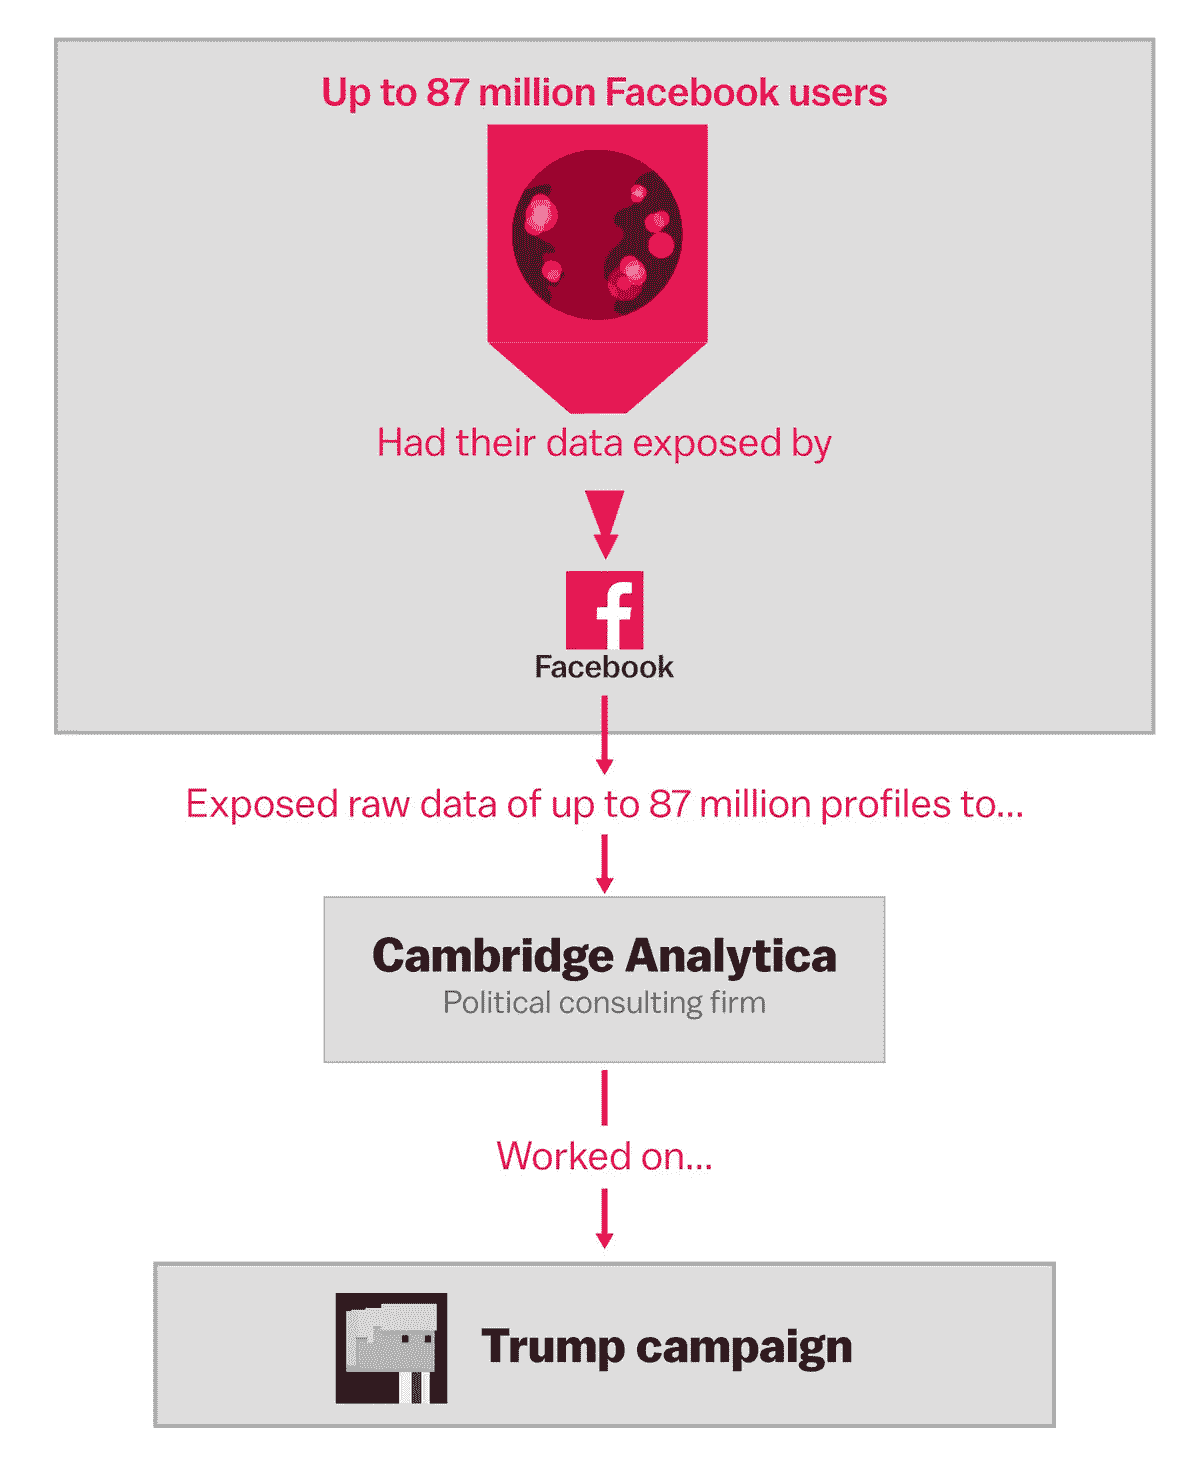 Up to 87 million Facebook users
Had their data exposed by
f
Facebook
Exposed raw data of up to 87 million profiles to...
Cambridge Analytica
Political consulting firm
Worked on...
Trump campaign